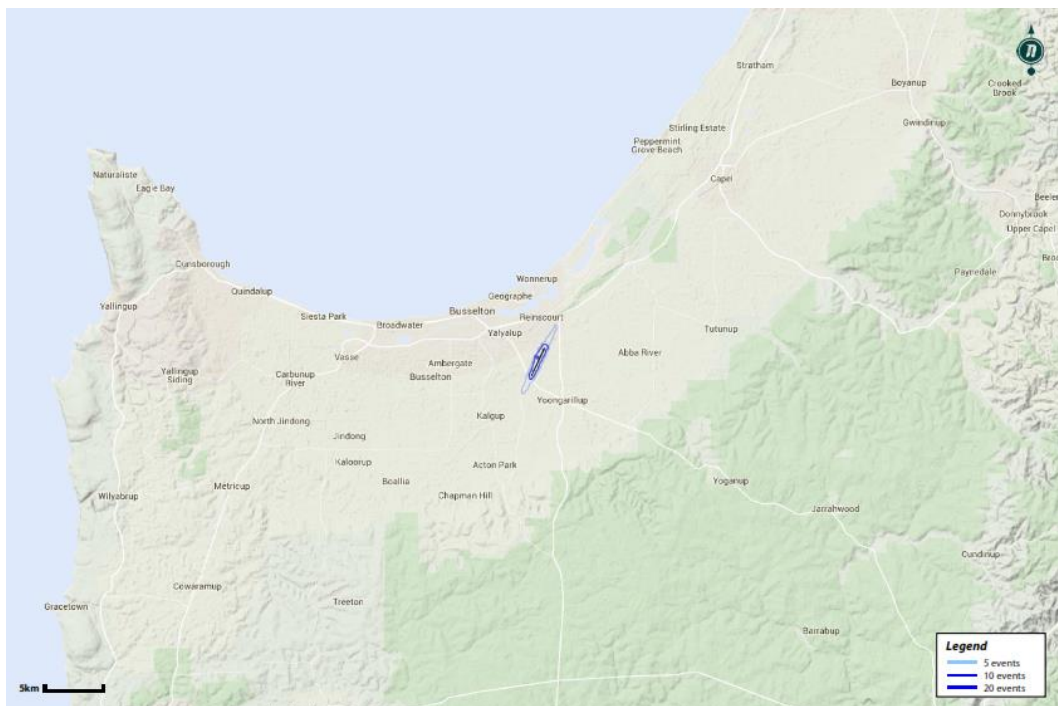 Stratham
Boyanup
Crooked
Brook
Gwindinup
Stirling Estate
Peppermint
Grove Beach
Capel
Naturaliste
Eagle Bay
Donnybrook
Upper Capel
Paynedale
Dunsborough
Wonnerup
Quindalup
Geographe
Yallingup
Busselton
Siesta Park
Reinscourt
Broadwater
Yalyalup
Tutunup
Vasse
Abba River
Ambergate
Yallingup
Siding
Carbunup
River
Busselton
Yoongarillup
Kalgup
North Jindong
Jindong
Kaloorup
Acton Park
Metricup
Boallia
Yoganup
Wilyabrup
Chapman Hill
Jarrahwood
Cundinup
Cowaramup
Treeton
Gracetown
Barrabup
Legend
5 events
10 events
20 events
5km